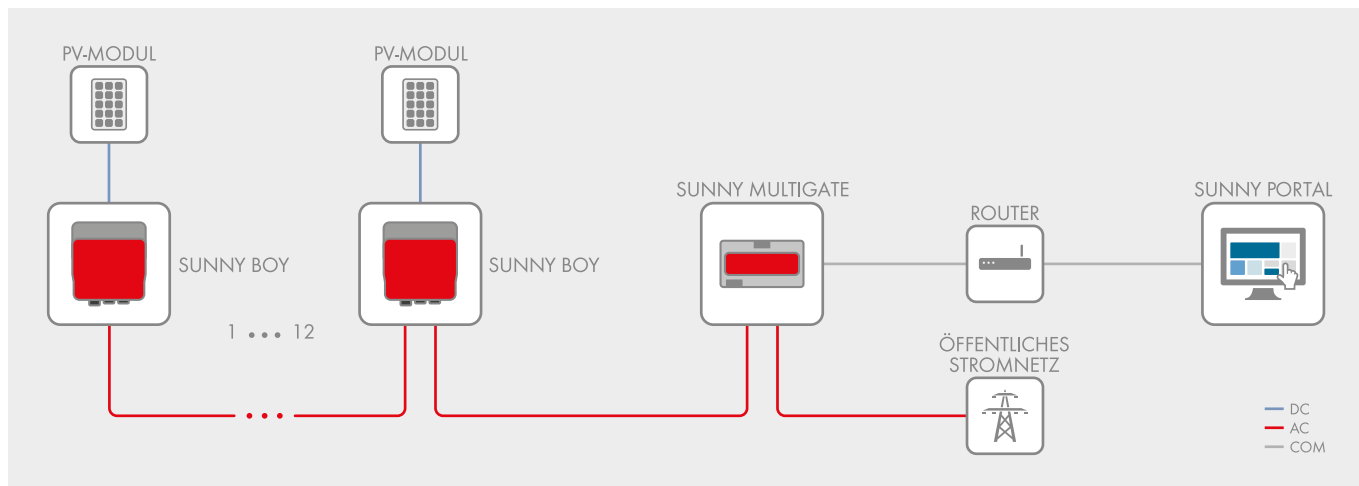 PV-MODUL
PV-MODUL
SUNNY MULTIGATE
SUNNY PORTAL
ROUTER
SUNNY BOY
SUNNY BOY
1 ... 12
ÖFFENTLICHES
STROMNETZ
...
DC
AC
COM